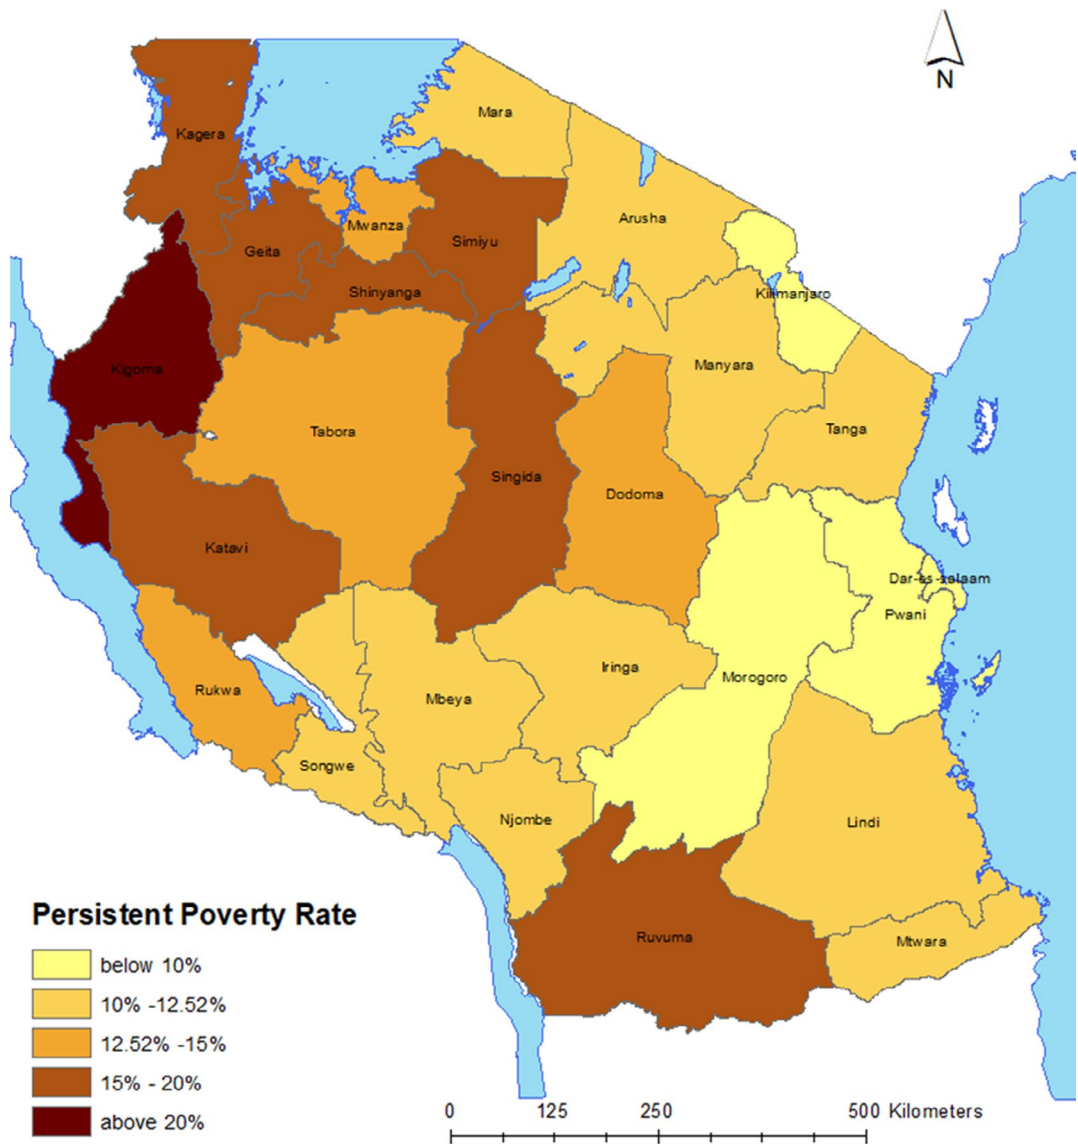 N
Mara
Kagera
Arusha
Mwanza
Simiyu
Geita
Shinyanga
Kilimanjaro
Kigoma
Manyara
Tabora
Tanga
Singida
Dodoma
Katavi
Dar-es-salaam
Pwani
Iringa
Morogoro
Rukwa
Mbeya
Songwe
Njombe
Lindi
Ruvuma
Mtwara
Persistent Poverty Rate
below 10%
10% -12.52%
12.52% -15%
15% - 20%
above 20%
0 125 250 500 Kilometers